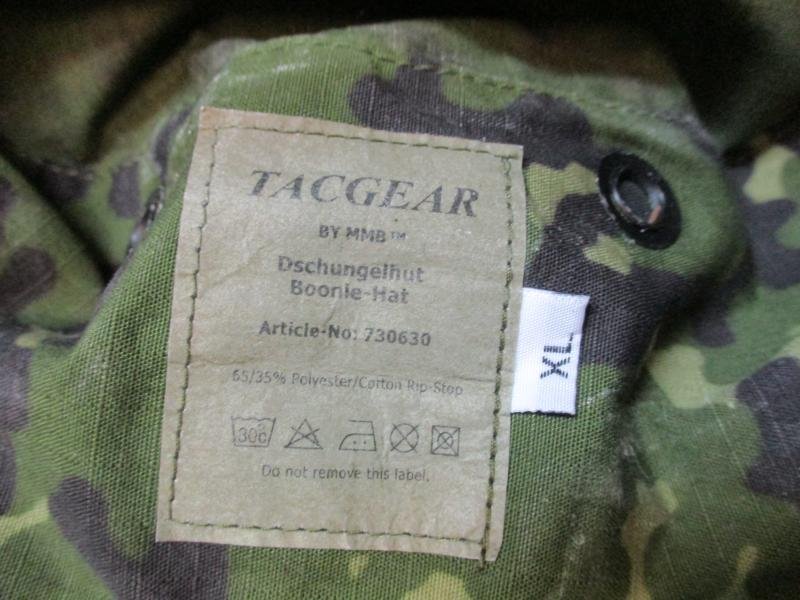 TACGEAR
BY MMB™
Dschungelhut
Boonie-Hat
Article-No: 730630
65/35% Polyester/Cotton Rip-Stop
30c
Do not remove this label.
XL